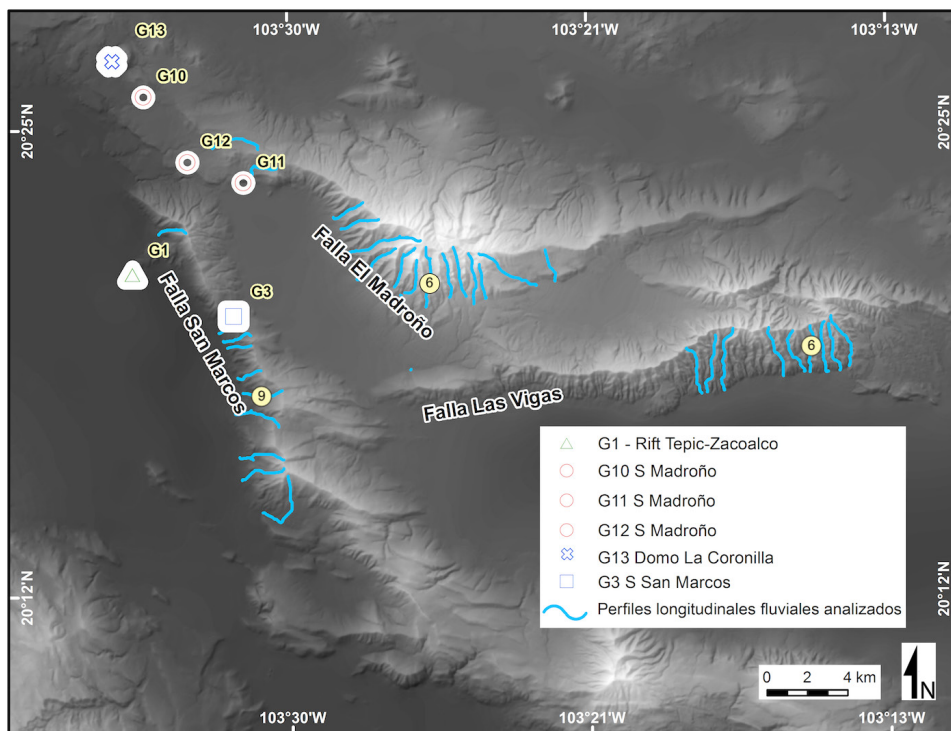 103°30'W
103°21'W
103°13'W
G13
G10
20°25'N
20°25'N
G12
G11
G1
Falla El Madroño
6
G3
Falla San Marcos
6
9
Falla Las Vigas
G1 - Rift Tepic-Zacoalco
G10 S Madroño
G11 S Madroño
G12 S Madroño
G13 Domo La Coronilla
G3 S San Marcos
Perfiles longitudinales fluviales analizados
20°12'N
20°12'N
0 2 4 km
N
103°30'W
103°21'W
103°13'W